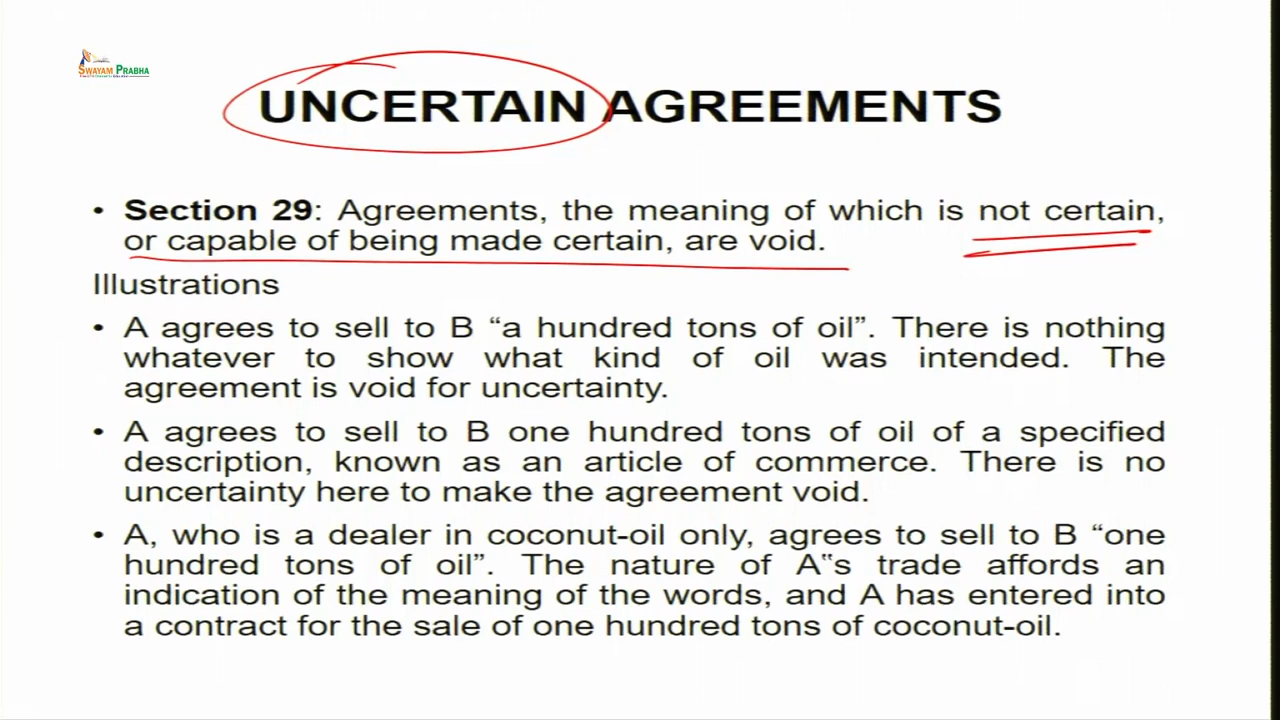 SWAYAM PRABHA
UNCERTAIN AGREEMENTS
• Section 29: Agreements, the meaning of which is not certain,
or capable of being made certain, are void.
Illustrations
• A agrees to sell to B “a hundred tons of oil”. There is nothing
whatever to show what kind of oil was intended. The
agreement is void for uncertainty.
• A agrees to sell to B one hundred tons of oil of a specified
description, known as an article of commerce. There is no
uncertainty here to make the agreement void.
• A, who is a dealer in coconut-oil only, agrees to sell to B “one
hundred tons of oil”. The nature of A‟s trade affords an
indication of the meaning of the words, and A has entered into
a contract for the sale of one hundred tons of coconut-oil.